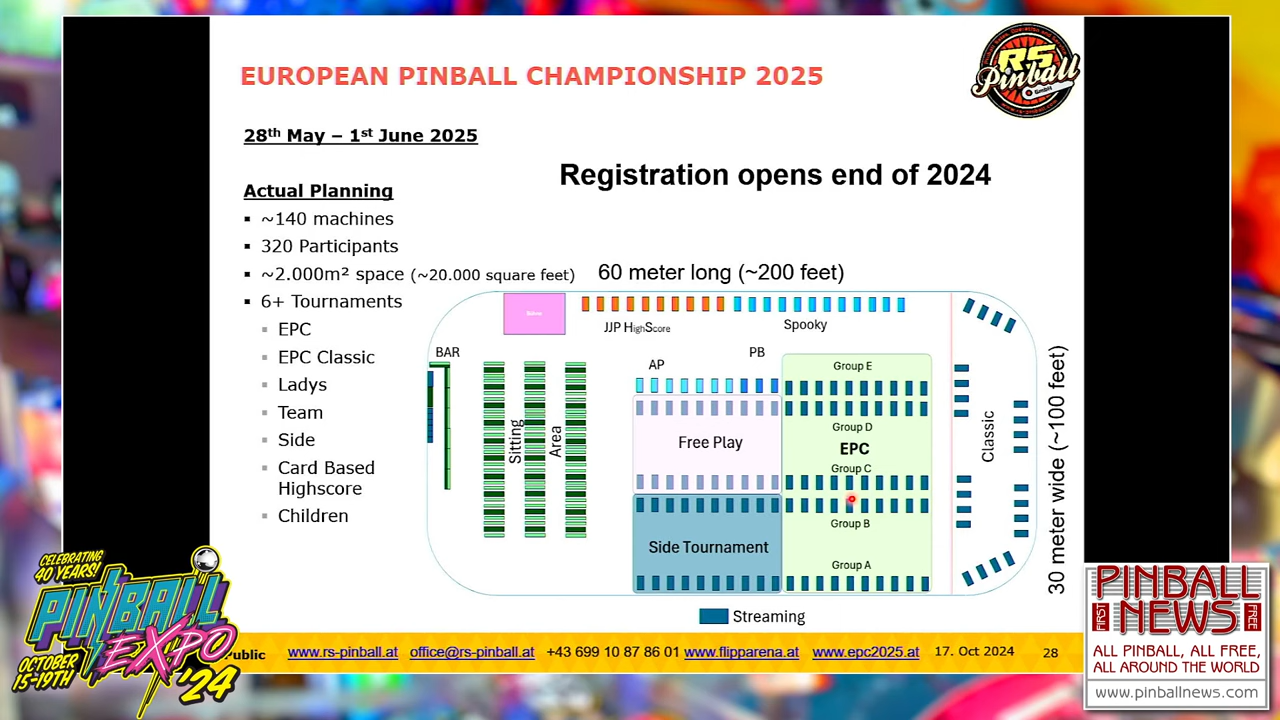 EUROPEAN PINBALL CHAMPIONSHIP 2025
RS
Pinball
GmbH
28th May – 1st June 2025
Registration opens end of 2024
Actual Planning
~140 machines
320 Participants
~2.000m² space (~20.000 square feet)
6+ Tournaments
EPC
EPC Classic
Ladys
Team
Side
Card Based
Highscore
Children
60 meter long (~200 feet)
JJP HighScore
Spooky
BAR
AP
PB
Sitting
Area
Free Play
Side Tournament
Group E
Group D
EPC
Group C
Group B
Group A
Classic
30 meter wide (~100 feet)
Streaming
Public
www.rs-pinball.at
office@rs-pinball.at
+43 699 10 87 86 01
www.flipparena.at
www.epc2025.at
17. Oct 2024
28
CELEBRATING
40 YEARS!
PINBALL
EXPO
OCTOBER
15-19TH
'24
PINBALL
FIRST
NEWS
FREE
ALL PINBALL, ALL FREE,
ALL AROUND THE WORLD
www.pinballnews.com